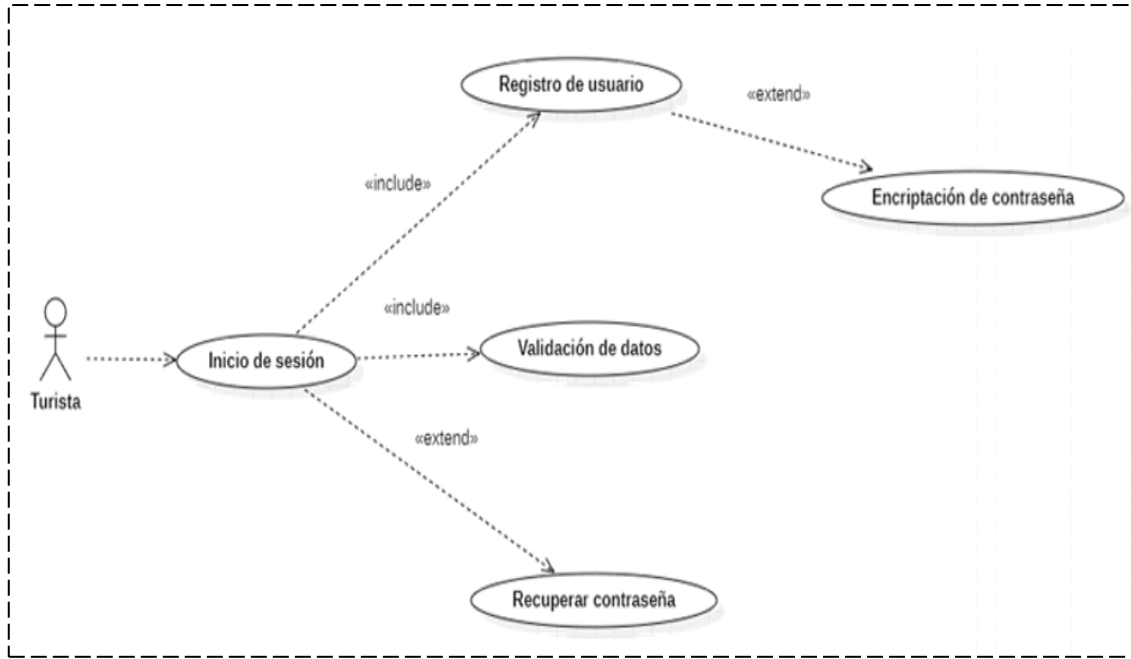 Registro de usuario
«extend»
Encriptación de contraseña
«include»
«include»
Validación de datos
Inicio de sesión
Turista
«extend»
Recuperar contraseña